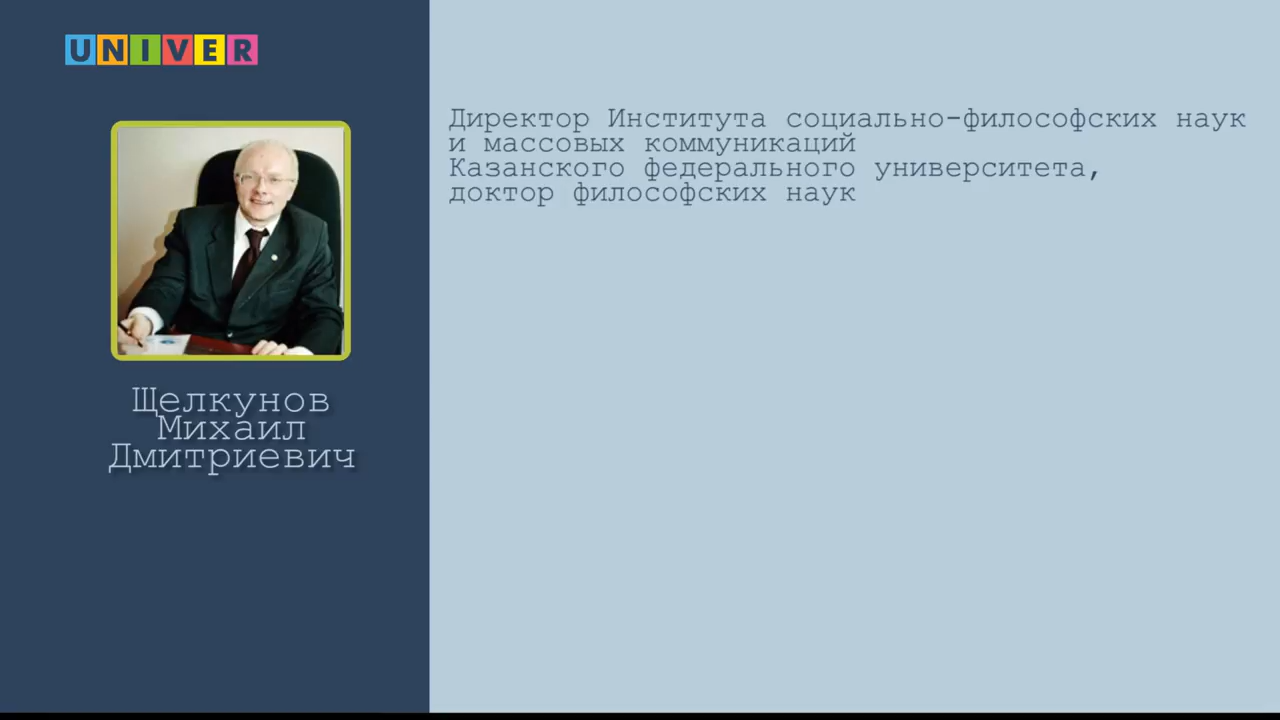 UNIVER
Щелкунов
Михаил
Дмитриевич
Директор Института социально-философских наук
и массовых коммуникаций
Казанского федерального университета,
доктор философских наук